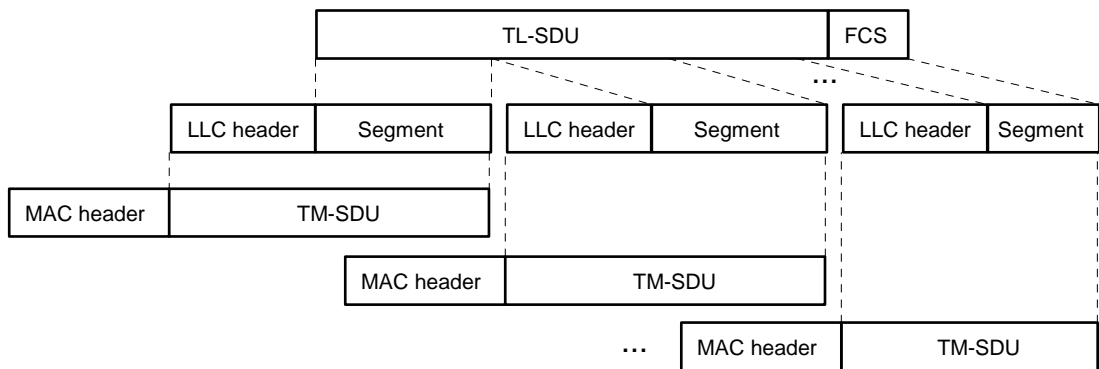 TL-SDU FCS
...
LLC header Segment LLC header Segment LLC header Segment
MAC header TM-SDU
MAC header TM-SDU
... MAC header TM-SDU